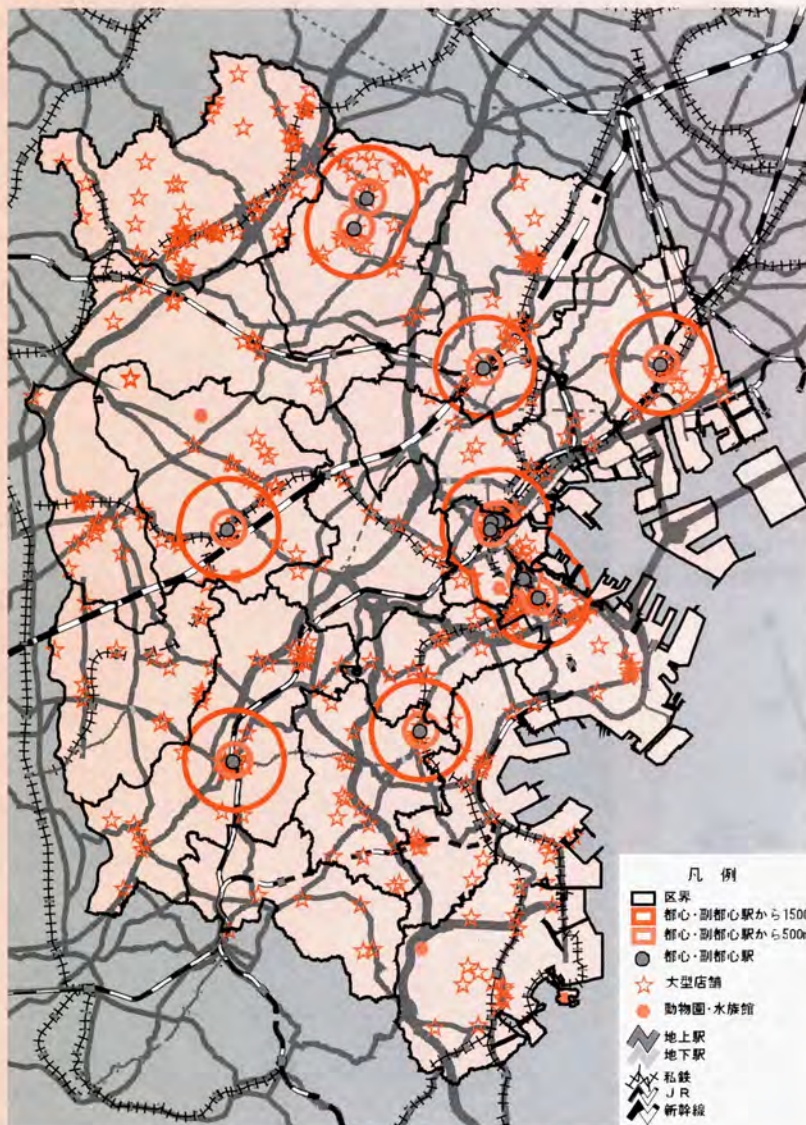 凡例
区界
都心・副都心駅から1500
都心・副都心駅から500m
都心・副都心駅
大型店舗
動物園・水族館
地上駅
地下駅
私鉄
JR
新幹線